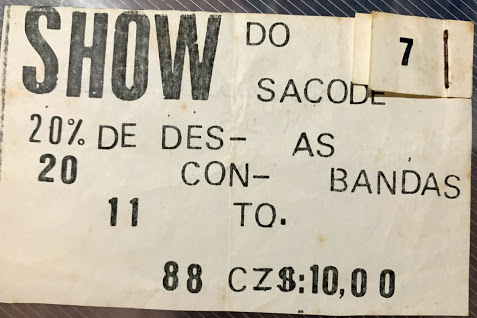 SHOW DO 7
SACODE
20% DE DES- AS
20 CON- BANDAS
11 TO.
88 CZ$:10,00